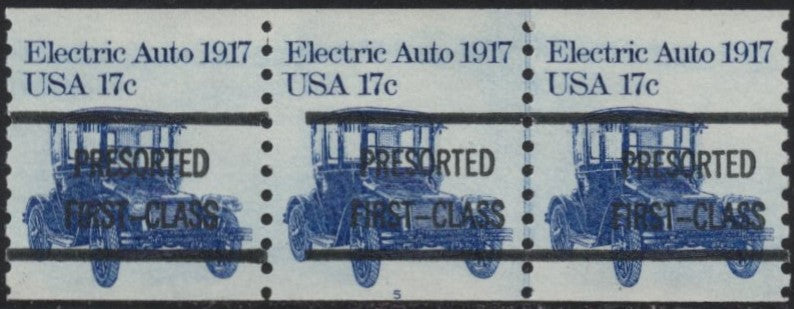 Electric Auto 1917
USA 17c
PRESORTED
FIRST-CLASS
Electric Auto 1917
USA 17c
PRESORTED
FIRST-CLASS
5
Electric Auto 1917
USA 17c
PRESORTED
FIRST-CLASS